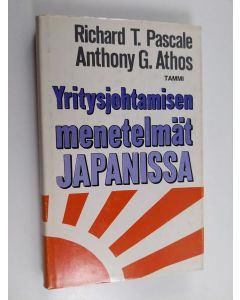 Richard T. Pascale
Anthony G. Athos
TAMMI
Yritysjohtamisen
menetelmät
JAPANISSA